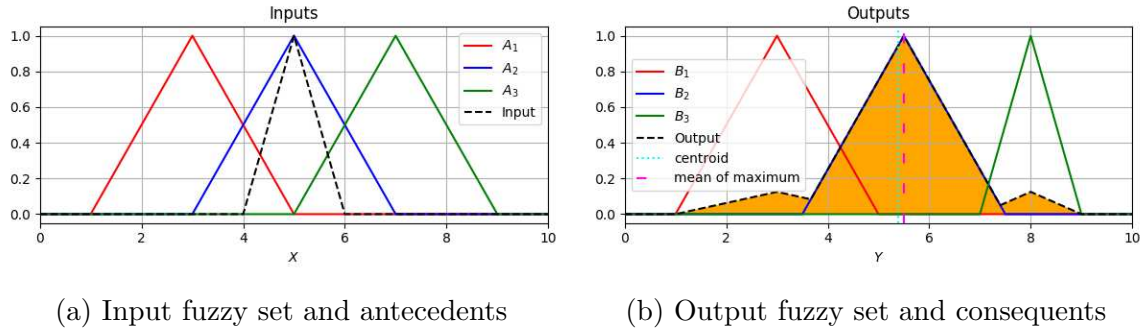 Inputs
1.0
0.8
0.6
0.4
0.2
0.0
A₁
A₂
A₃
Input
0 2 4 6 8 10
X
(a) Input fuzzy set and antecedents
Outputs
1.0
0.8
0.6
0.4
0.2
0.0
B₁
B₂
B₃
Output
centroid
mean of maximum
0 2 4 6 8 10
Y
(b) Output fuzzy set and consequents